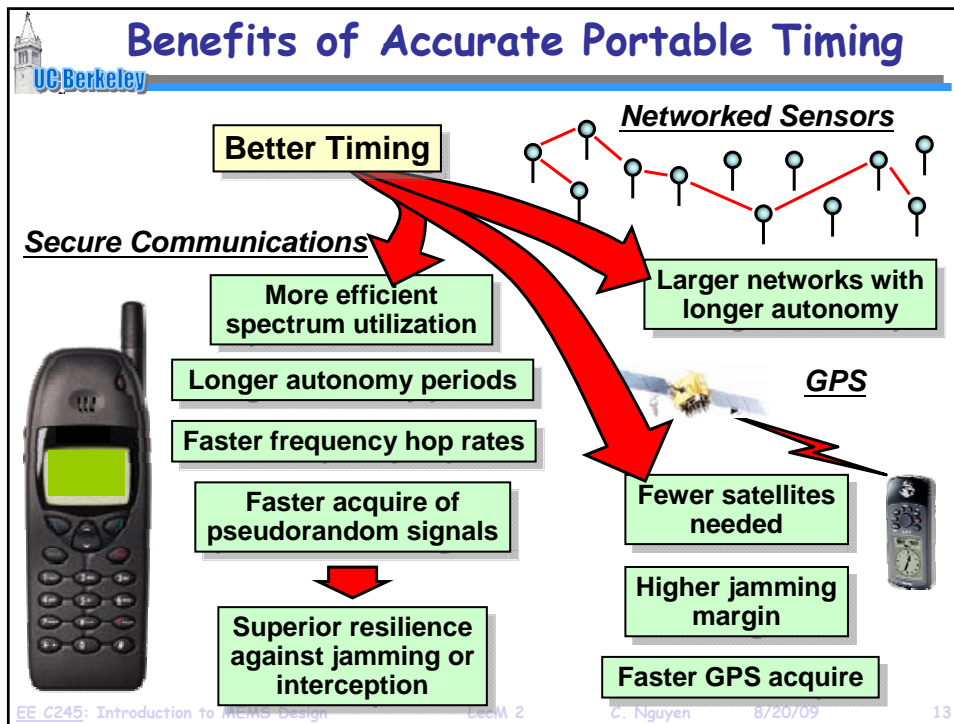 Benefits of Accurate Portable Timing
UC Berkeley
Networked Sensors
Better Timing
Secure Communications
More efficient
spectrum utilization
Larger networks with
longer autonomy
Longer autonomy periods
GPS
Faster frequency hop rates
Faster acquire of
pseudorandom signals
Fewer satellites
needed
Higher jamming
margin
Superior resilience
against jamming or
interception
Faster GPS acquire
EE C245: Introduction to MEMS Design LecM 2 C. Nguyen 8/20/09 13